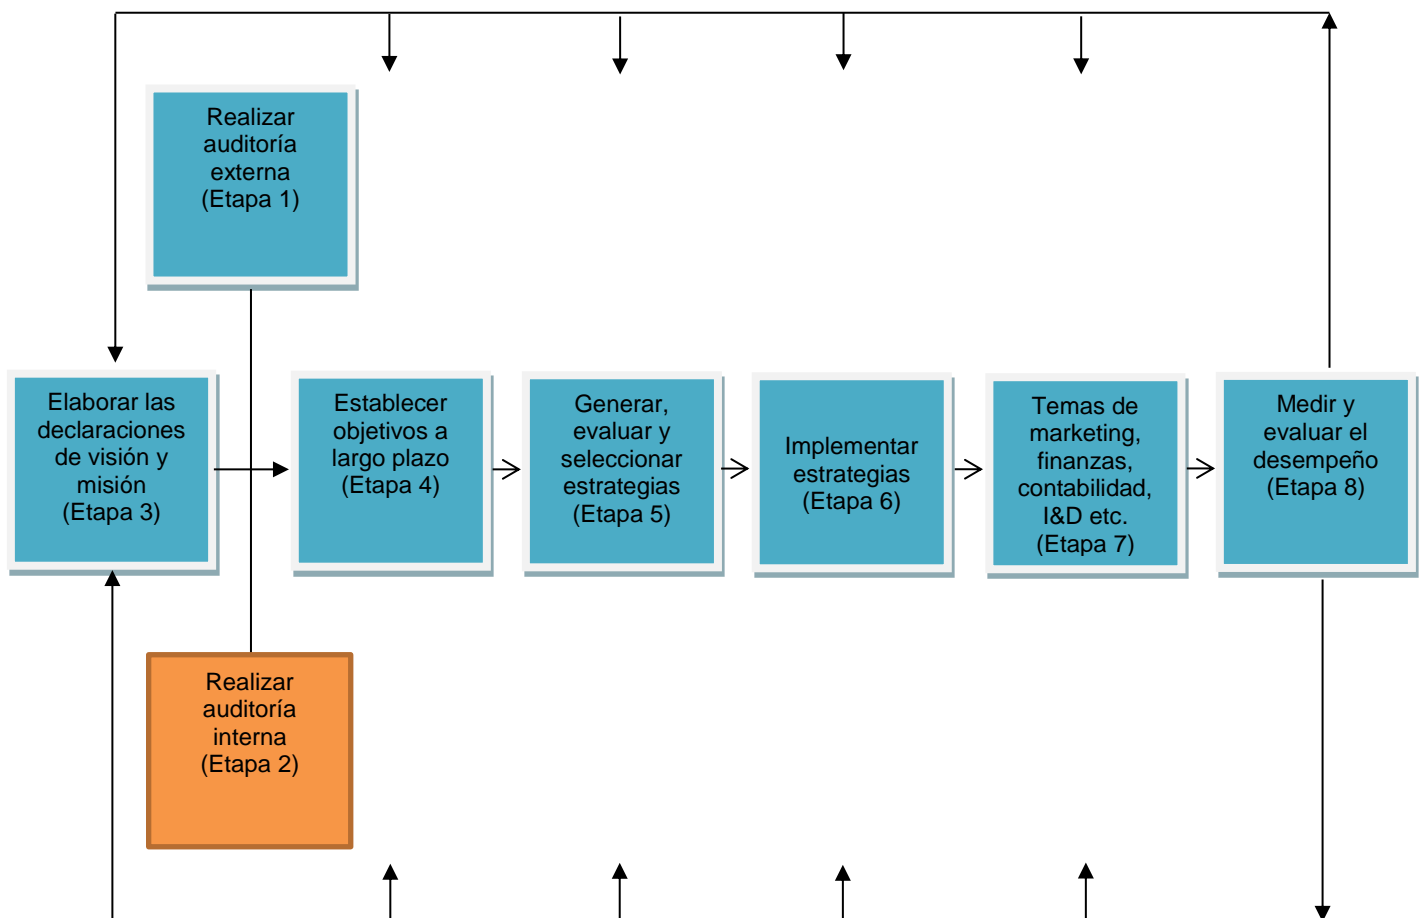 Realizar
auditoría
externa
(Etapa 1)
Elaborar las
declaraciones
de visión y
misión
(Etapa 3)
Establecer
objetivos a
largo plazo
(Etapa 4)
Generar,
evaluar y
seleccionar
estrategias
(Etapa 5)
Implementar
estrategias
(Etapa 6)
Temas de
marketing,
finanzas,
contabilidad,
I&D etc.
(Etapa 7)
Medir y
evaluar el
desempeño
(Etapa 8)
Realizar
auditoría
interna
(Etapa 2)